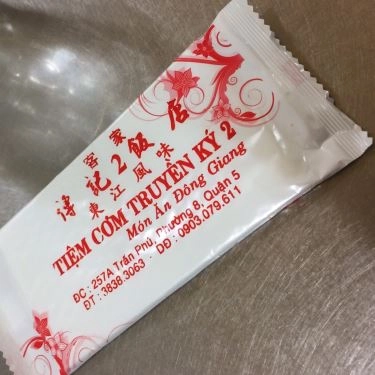 客家
傳記2飯店
東江風味
TIỆM CƠM TRUYỀN KÝ 2
Món Ăn Đông Giang
ĐC : 257A Trần Phú, Phường 8, Quận 5
ĐT : 3838.3063 - DĐ : 0903.079.611